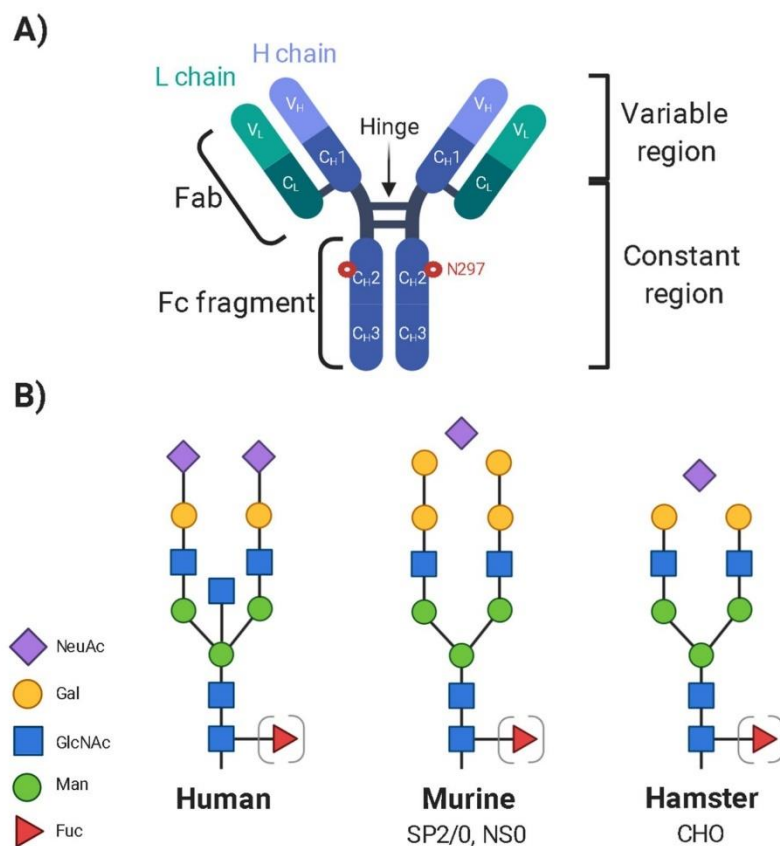 A)
H chain
L chain
VH
VL
CH1
CL
Hinge
VH
VL
CH1
CL
Variable
region
Fab
Fc fragment
CH2
CH2
N297
CH3
CH3
Constant
region
B)
NeuAc
Gal
GlcNAc
Man
Fuc
Human
Murine
SP2/0, NS0
Hamster
CHO